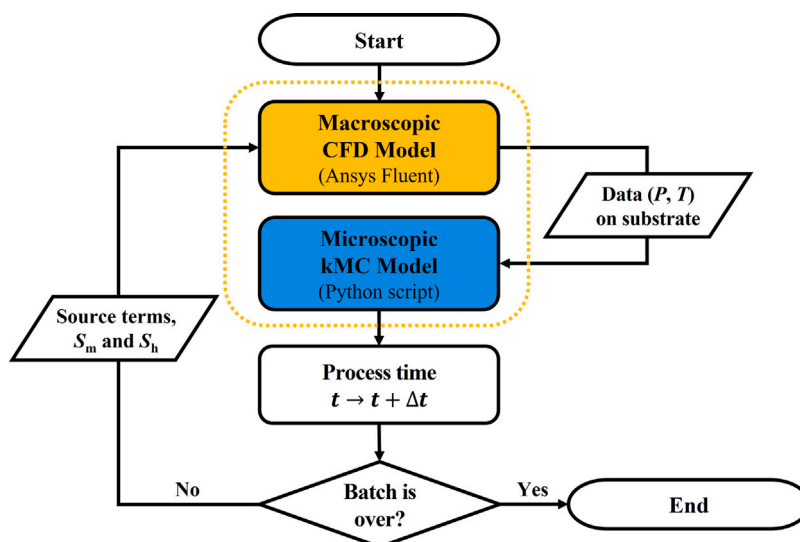 Start
Macroscopic
CFD Model
(Ansys Fluent)
Data (P, T)
on substrate
Microscopic
kMC Model
(Python script)
Source terms,
Sₘ and Sₕ
Process time
t → t + Δt
Batch is
over?
No
Yes
End